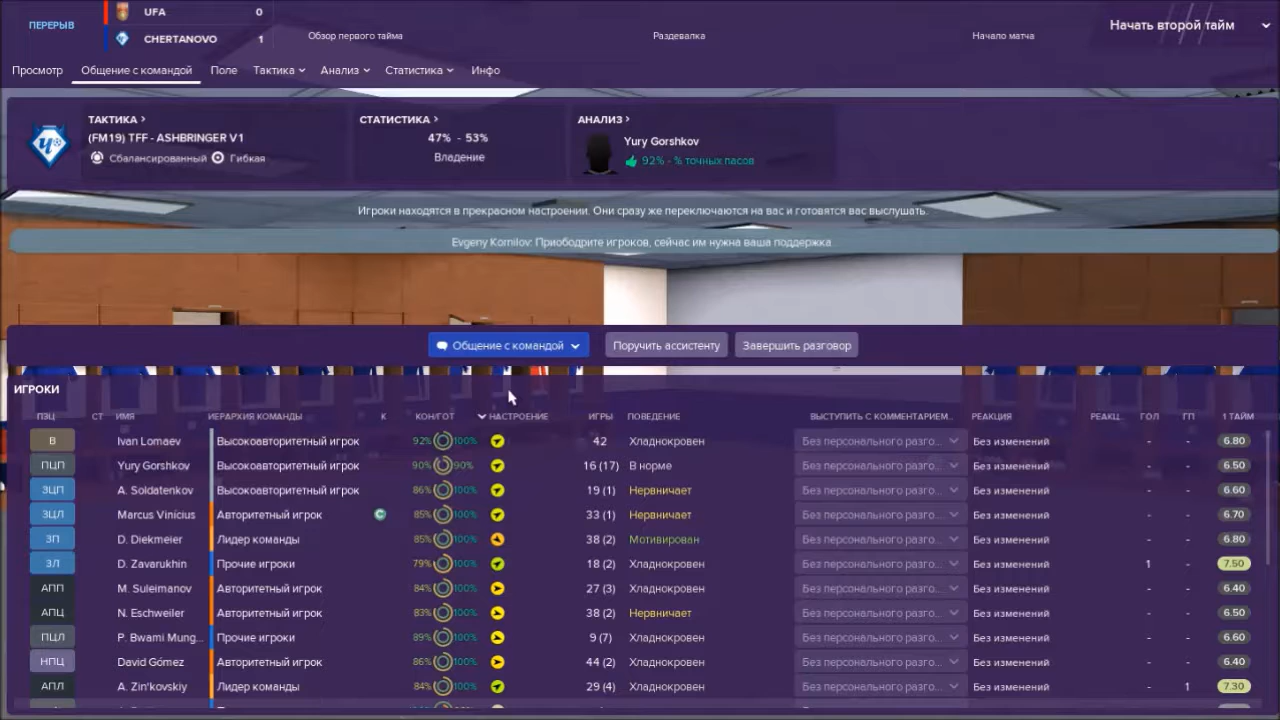 ПЕРЕРЫВ
UFA 0
CHERTANOVO 1
Обзор первого тайма
Раздевалка
Начало матча
Начать второй тайм
Просмотр Общение с командой Поле Тактика Анализ Статистика Инфо
ТАКТИКА >
(FM19) TFF - ASHBRINGER V1
Сбалансированный Гибкая
СТАТИСТИКА >
47% - 53%
Владение
АНАЛИЗ >
Yury Gorshkov
92% - % точных пасов
Игроки находятся в прекрасном настроении. Они сразу же переключаются на вас и готовятся вас выслушать.
Evgeny Kornilov: Приободрите игроков, сейчас им нужна ваша поддержка
Общение с командой Поручить ассистенту Завершить разговор
ИГРОКИ
ПЗЦ СТ ИМЯ ИЕРАРХИЯ КОМАНДЫ К КОН/ГОТ НАСТРОЕНИЕ ИГРЫ ПОВЕДЕНИЕ ВЫСТУПИТЬ С КОММЕНТАРИЕМ... РЕАКЦИЯ РЕАКЦ... ГОЛ ГП 1 ТАЙМ
В Ivan Lomaev Высокоавторитетный игрок 92% 100% 42 Хладнокровен Без персонального разго... Без изменений - - 6.80
ПЦП Yury Gorshkov Высокоавторитетный игрок 90% 90% 16 (17) В норме Без персонального разго... Без изменений - - 6.50
ЗЦП A. Soldatenkov Высокоавторитетный игрок 86% 100% 19 (1) Нервничает Без персонального разго... Без изменений - - 6.60
ЗЦЛ Marcus Vinícius Авторитетный игрок C 85% 100% 33 (1) Нервничает Без персонального разго... Без изменений - - 6.70
ЗП D. Diekmeier Лидер команды 85% 100% 38 (2) Мотивирован Без персонального разго... Без изменений - - 6.80
ЗЛ D. Zavarukhin Прочие игроки 79% 100% 18 (2) Хладнокровен Без персонального разго... Без изменений 1 - 7.50
АПП M. Suleimanov Авторитетный игрок 84% 100% 27 (3) Хладнокровен Без персонального разго... Без изменений - - 6.40
АПЦ N. Eschweiler Авторитетный игрок 83% 100% 38 (2) Нервничает Без персонального разго... Без изменений - - 6.50
ПЦЛ P. Bwami Mung... Прочие игроки 89% 100% 9 (7) Хладнокровен Без персонального разго... Без изменений - - 6.60
НПЦ David Gómez Авторитетный игрок 86% 100% 44 (2) Хладнокровен Без персонального разго... Без изменений - - 6.40
АПЛ A. Zin'kovskiy Лидер команды 84% 100% 29 (4) Хладнокровен Без персонального разго... Без изменений - 1 7.30